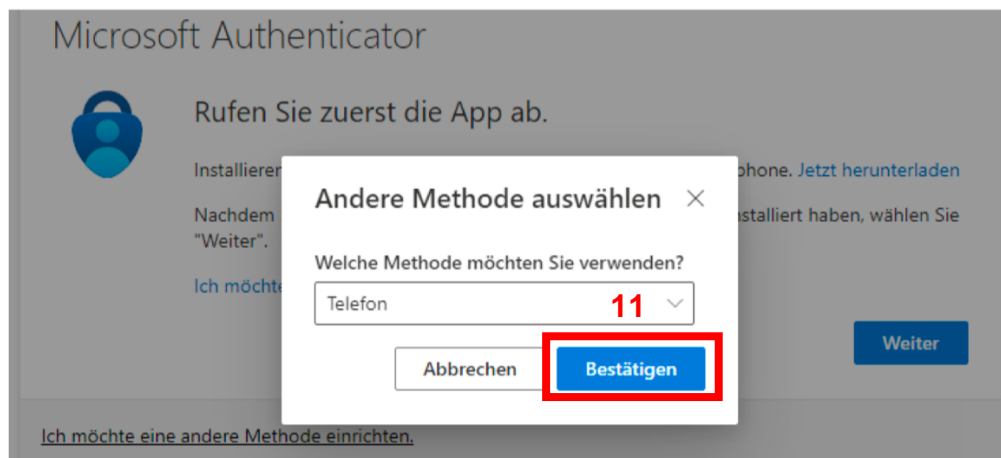 Microsoft Authenticator
Rufen Sie zuerst die App ab.
Installieren
phone. Jetzt herunterladen
Nachdem
installiert haben, wählen Sie
"Weiter".
Ich möchte
Andere Methode auswählen
Welche Methode möchten Sie verwenden?
Telefon
11
Abbrechen
Bestätigen
Weiter
Ich möchte eine andere Methode einrichten.